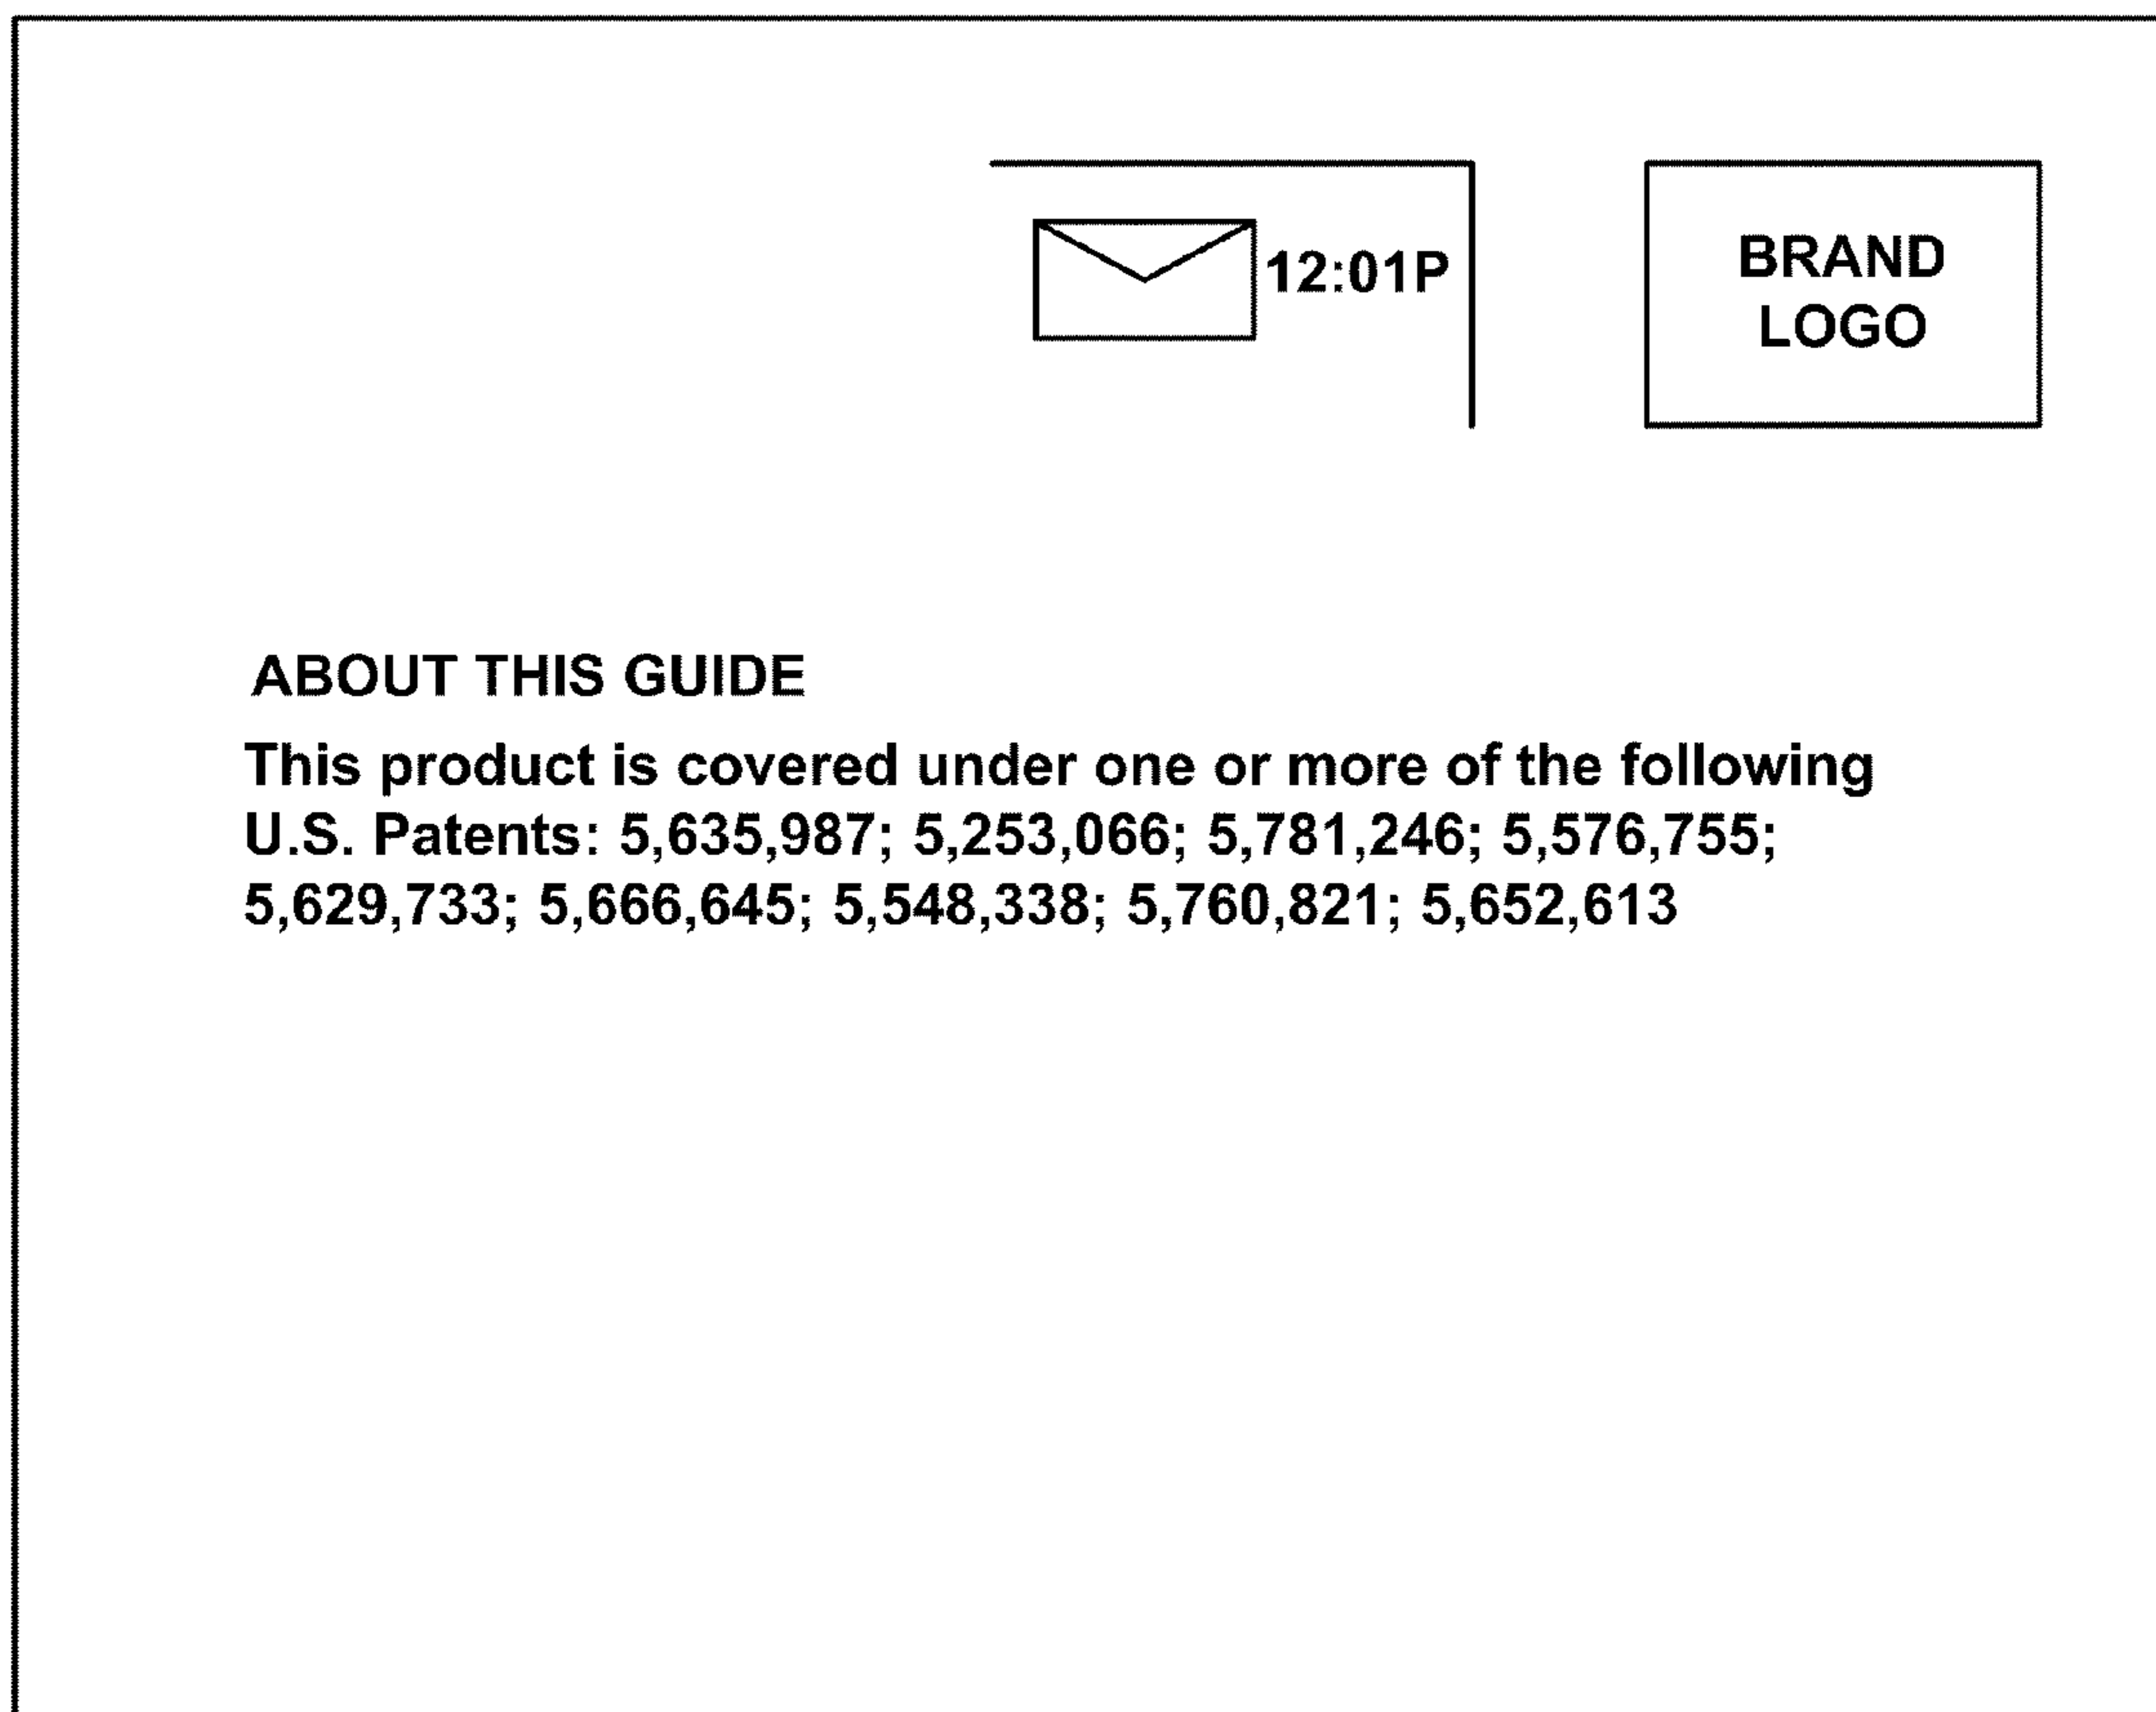 12:01P
BRAND
LOGO
ABOUT THIS GUIDE
This product is covered under one or more of the following
U.S. Patents: 5,635,987; 5,253,066; 5,781,246; 5,576,755;
5,629,733; 5,666,645; 5,548,338; 5,760,821; 5,652,613